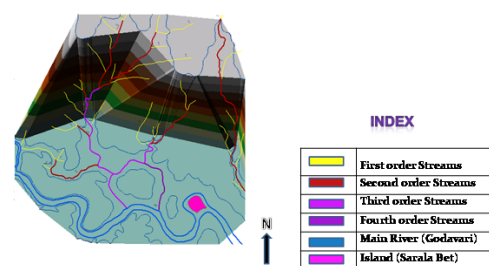 INDEX
First order Streams
Second order Streams
Third order Streams
Fourth order Streams
Main River (Godavari)
Island (Sarala Bet)
N